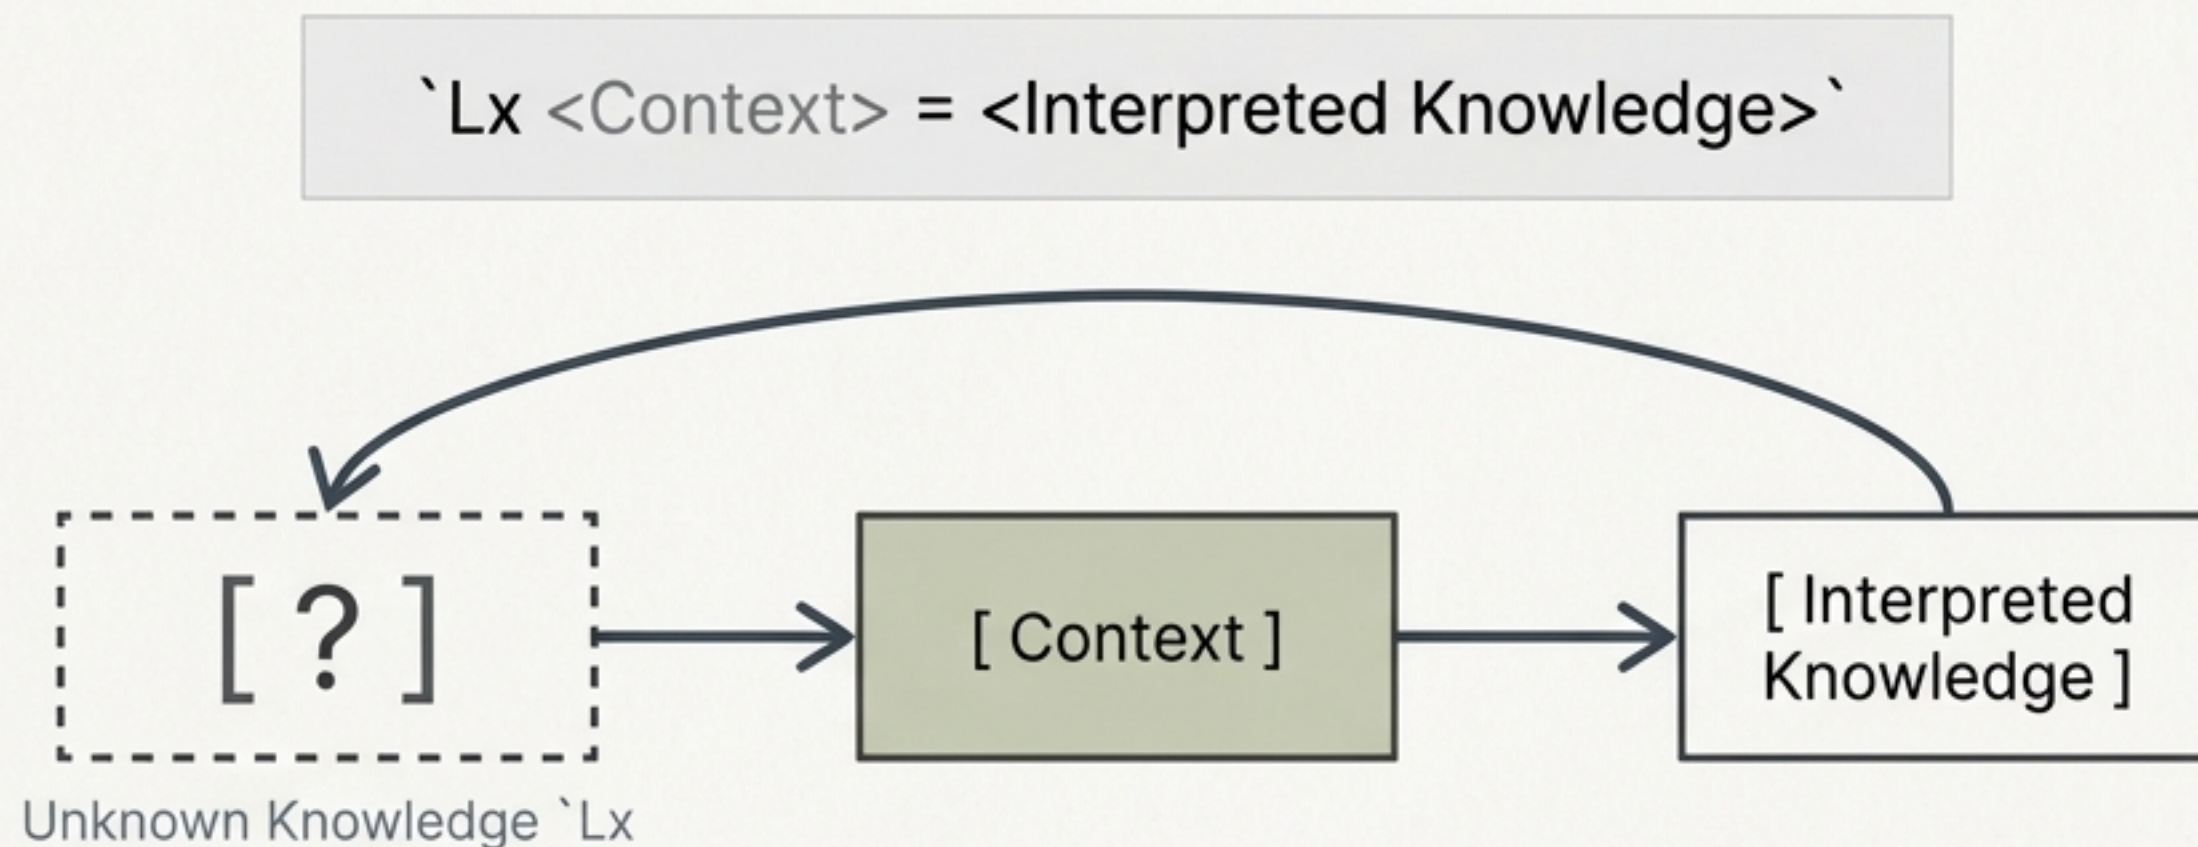 `Lx <Context> = <Interpreted Knowledge>`
[ ? ]
[ Context ]
[ Interpreted
Knowledge ]
Unknown Knowledge `Lx